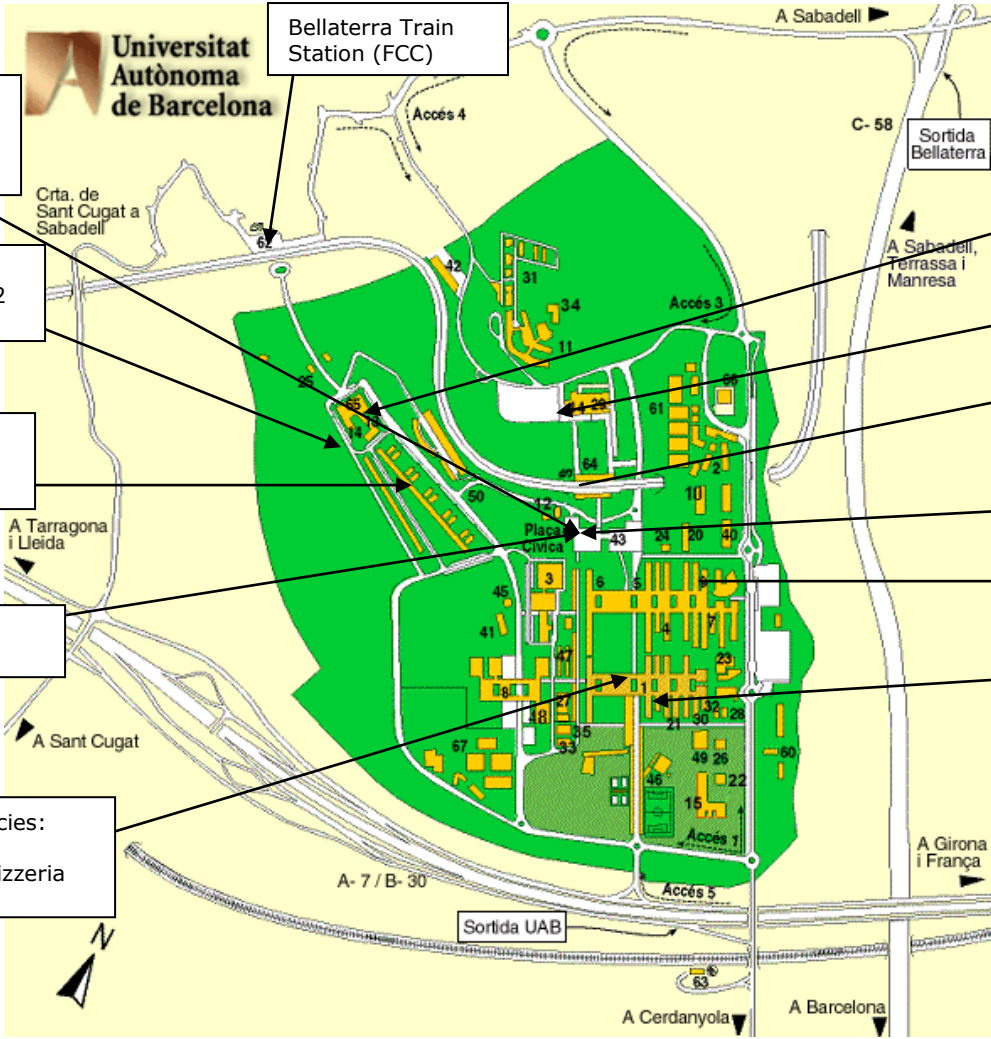 Universitat
Autònoma
de Barcelona
Bellaterra Train
Station (FCC)
A Sabadell
Accés 4
C- 58
Sortida
Bellaterra
Crta. de
Sant Cugat a
Sabadell
62
A Sabadell,
Terrassa i
Manresa
42
31
2
34
Accés 3
11
25
65
13
14
44
29
61
66
64
2
50
10
12
Plaça
Cívica
43
24
20
40
A Tarragona
i Lleida
3
6
5
9
45
41
4
7
47
23
8
1
27
48
21
30
32
28
35
33
A Sant Cugat
67
49
26
60
46
22
15
cies:
izzeria
Accés 1
A Girona
i França
A- 7 / B- 30
Accés 5
Sortida UAB
N
63
A Cerdanyola
A Barcelona